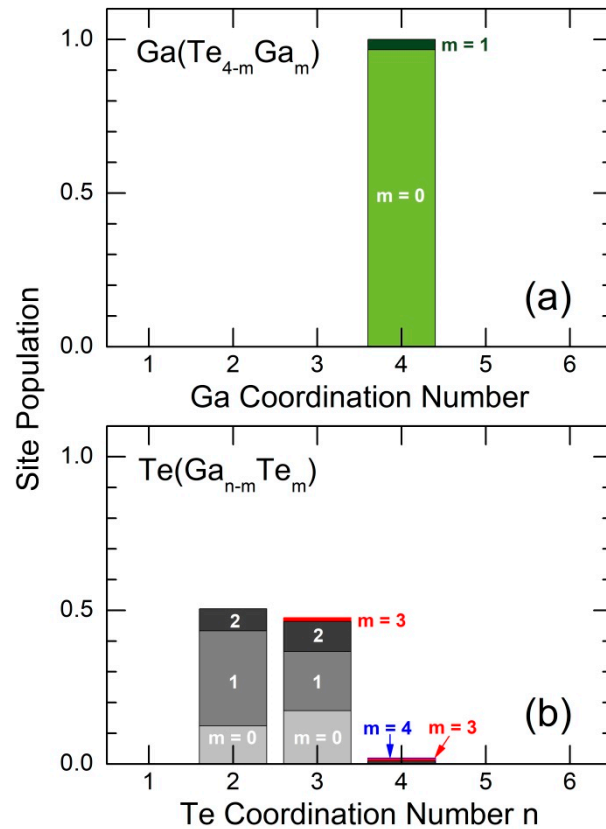 Site Population
1.0
0.5
0.0
Ga(Te₄₋ₘGaₘ)
m = 1
m = 0
(a)
1 2 3 4 5 6
Ga Coordination Number
1.0
0.5
0.0
Te(Gaₙ₋ₘTeₘ)
2
1
m = 0
m = 3
2
1
m = 0
m = 4
m = 3
(b)
1 2 3 4 5 6
Te Coordination Number n